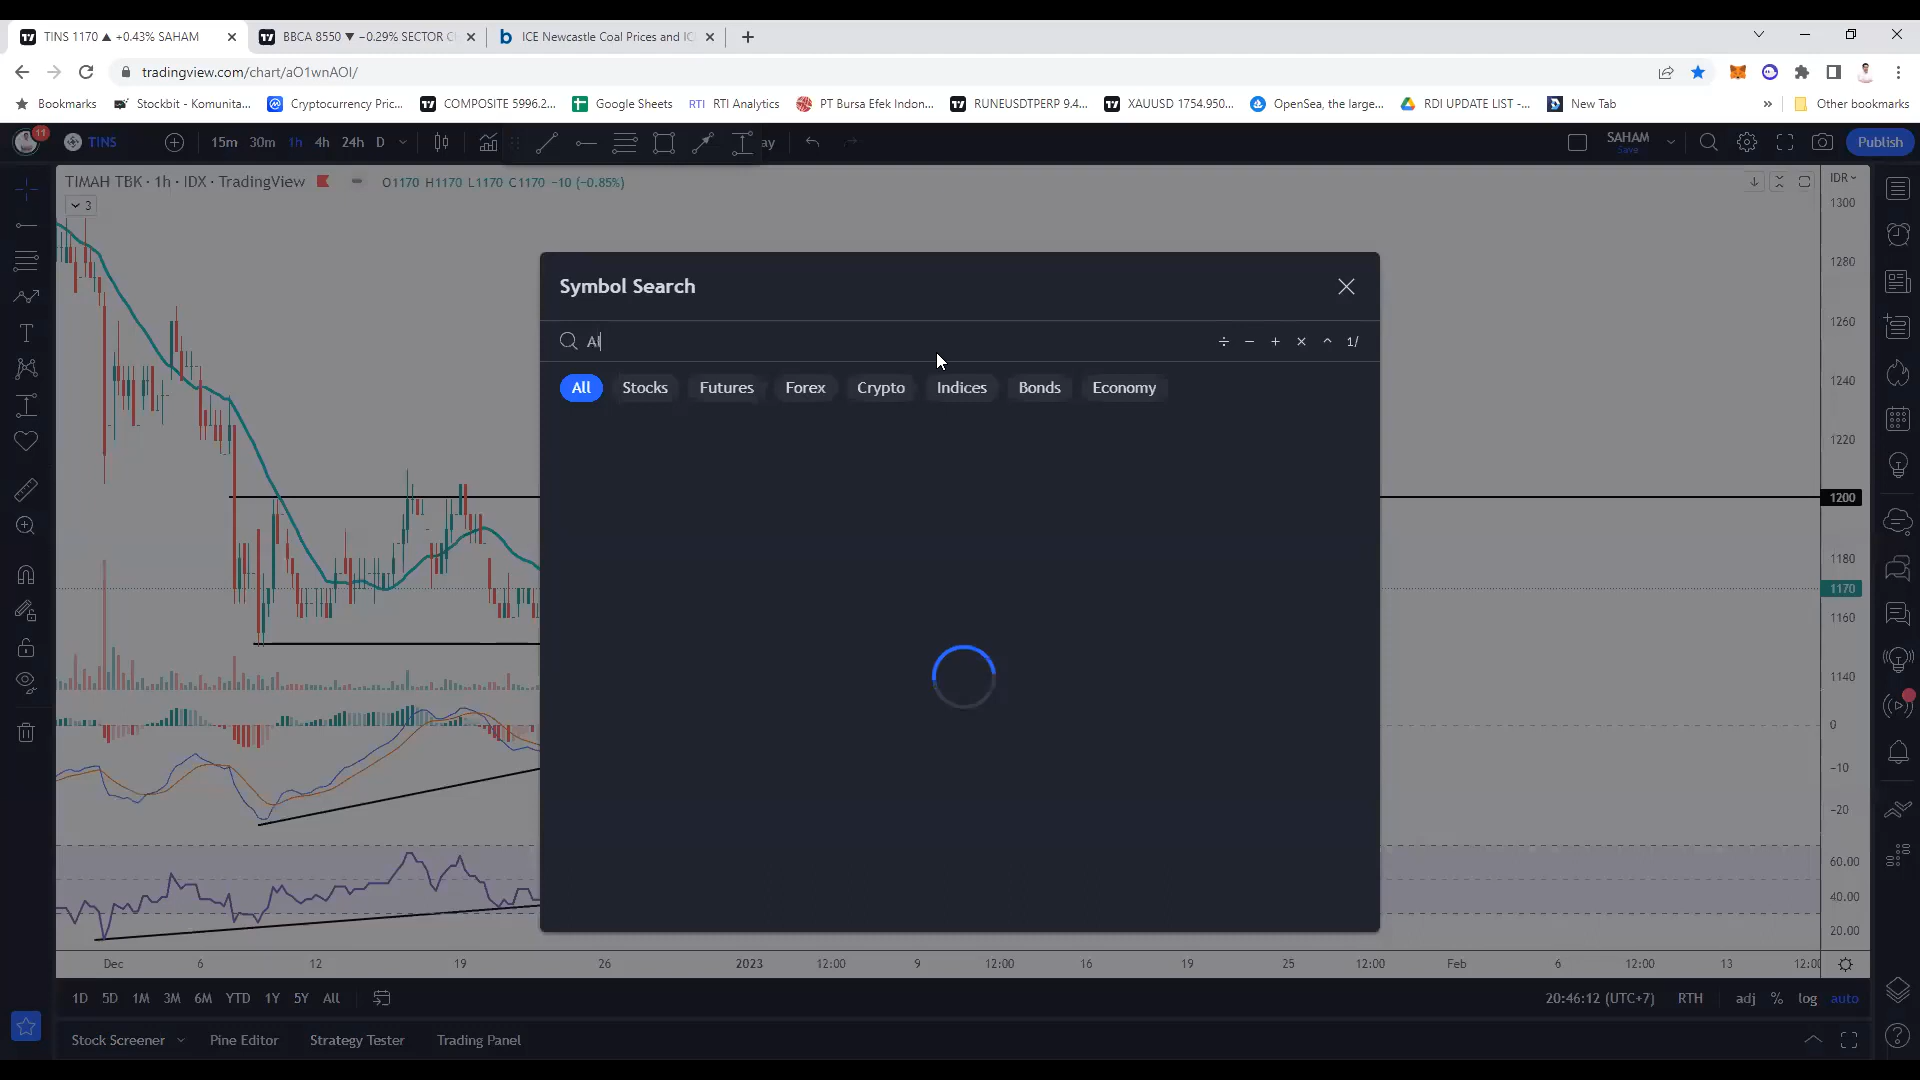 TINS 1170 ▲ +0.43% SAHAM
BBCA 8550 ▼ −0.29% SECTOR C
ICE Newcastle Coal Prices and IC
tradingview.com/chart/aO1wnAOI/
Bookmarks
Stockbit - Komunita...
Cryptocurrency Pric...
COMPOSITE 5996.2...
Google Sheets
RTI RTI Analytics
PT Bursa Efek Indon...
RUNEUSDTPERP 9.4...
XAUUSD 1754.950...
OpenSea, the large...
RDI UPDATE LIST -...
New Tab
»
Other bookmarks
11
TINS
15m 30m 1h 4h 24h D
ay
SAHAM
Save
Publish
TIMAH TBK · 1h · IDX · TradingView
O1170 H1170 L1170 C1170 −10 (−0.85%)
IDR
3
1300
1280
1260
1240
1220
1200
1180
1170
1160
1140
0
−10
−20
60.00
40.00
20.00
Symbol Search
Al
÷ − + × ^ 1/
All Stocks Futures Forex Crypto Indices Bonds Economy
Dec 6 12 19 26 2023 12:00 9 12:00 16 19 25 12:00 Feb 6 12:00 13 12:0
1D 5D 1M 3M 6M YTD 1Y 5Y All
20:46:12 (UTC+7) RTH adj % log auto
Stock Screener Pine Editor Strategy Tester Trading Panel